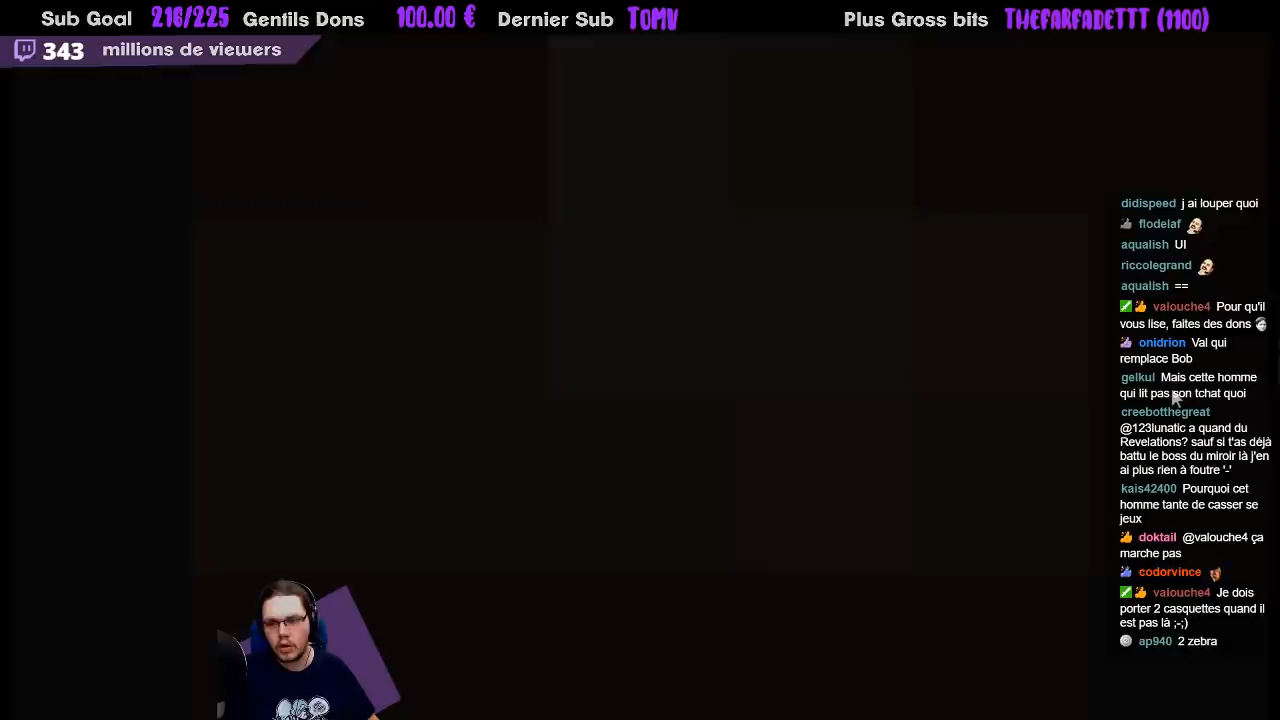 Sub Goal 216/225 Gentils Dons 100.00 € Dernier Sub TomV Plus Gross bits THEFARFADETTT (1100)
343 millions de viewers
didispeed j ai louper quoi
flodelaf
aqualish UI
riccolegrand
aqualish ==
valouche4 Pour qu'il
vous lise, faites des dons
onidrion Val qui
remplace Bob
gelkul Mais cette homme
qui lit pas son tchat quoi
creebotthegreat
@123lunatic a quand du
Revelations? sauf si t'as déjà
battu le boss du miroir là j'en
ai plus rien à foutre '-'
kais42400 Pourquoi cet
homme tante de casser se
jeux
doktail @valouche4 ça
marche pas
codorvince
valouche4 Je dois
porter 2 casquettes quand il
est pas là ;-;)
ap940 2 zebra